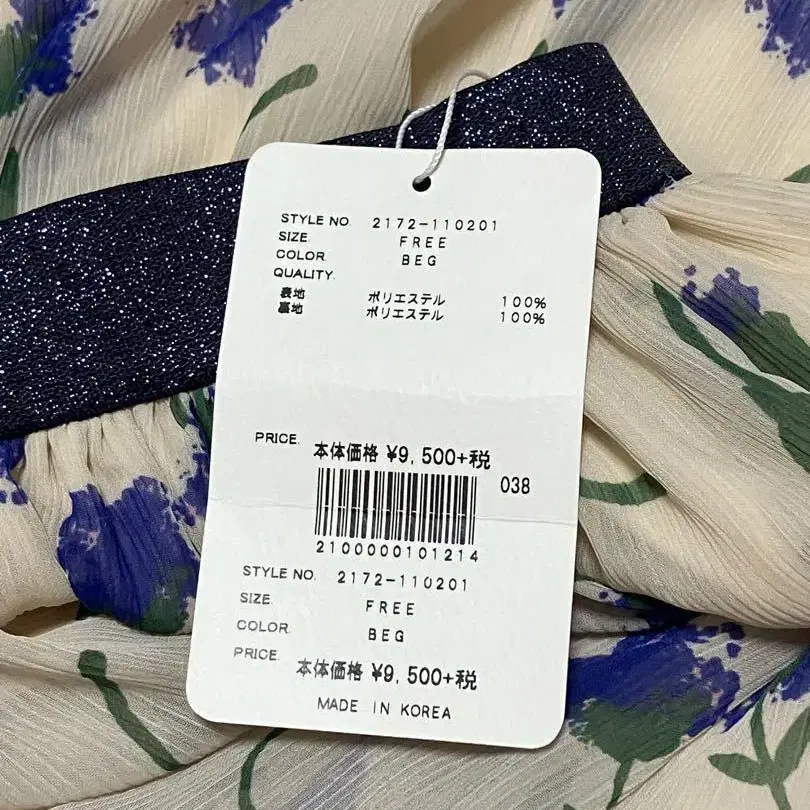 STYLE NO. 2172-110201
SIZE. FREE
COLOR. BEG
QUALITY.
表地 ポリエステル 100%
裏地 ポリエステル 100%
PRICE. 本体価格 ¥9,500+税
038
2100000101214
STYLE NO. 2172-110201
SIZE. FREE
COLOR. BEG
PRICE. 本体価格 ¥9,500+税
MADE IN KOREA